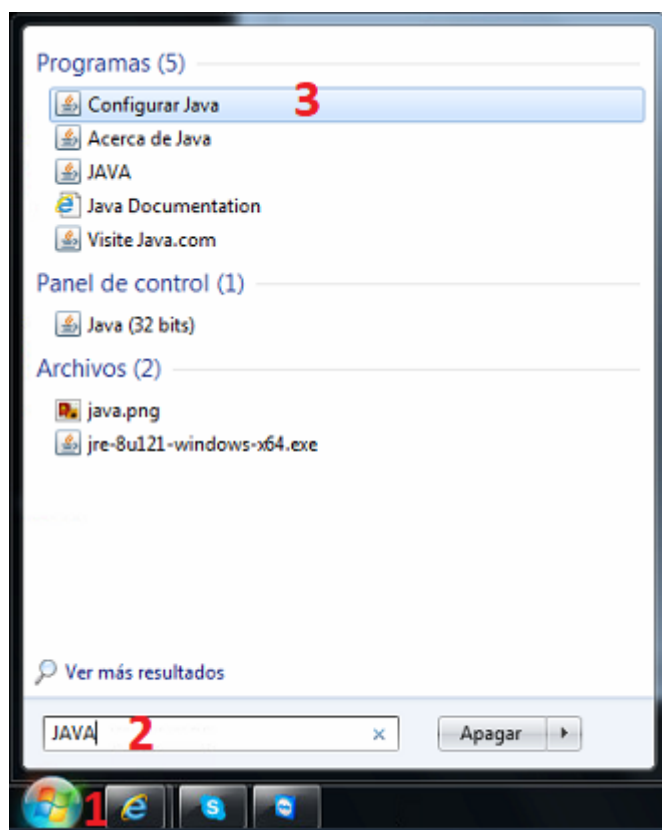 Programas (5)
Configurar Java 3
Acerca de Java
JAVA
Java Documentation
Visite Java.com
Panel de control (1)
Java (32 bits)
Archivos (2)
java.png
jre-8u121-windows-x64.exe
Ver más resultados
JAVA 2 Apagar
1